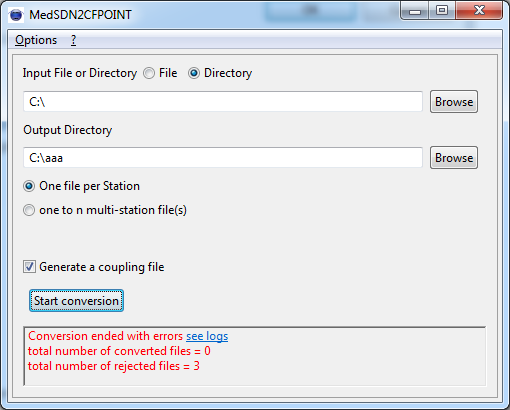 MedSDN2CFPOINT
Options ?
Input File or Directory File Directory
C:\ Browse
Output Directory
C:\aaa Browse
One file per Station
one to n multi-station file(s)
Generate a coupling file
Start conversion
Conversion ended with errors see logs
total number of converted files = 0
total number of rejected files = 3